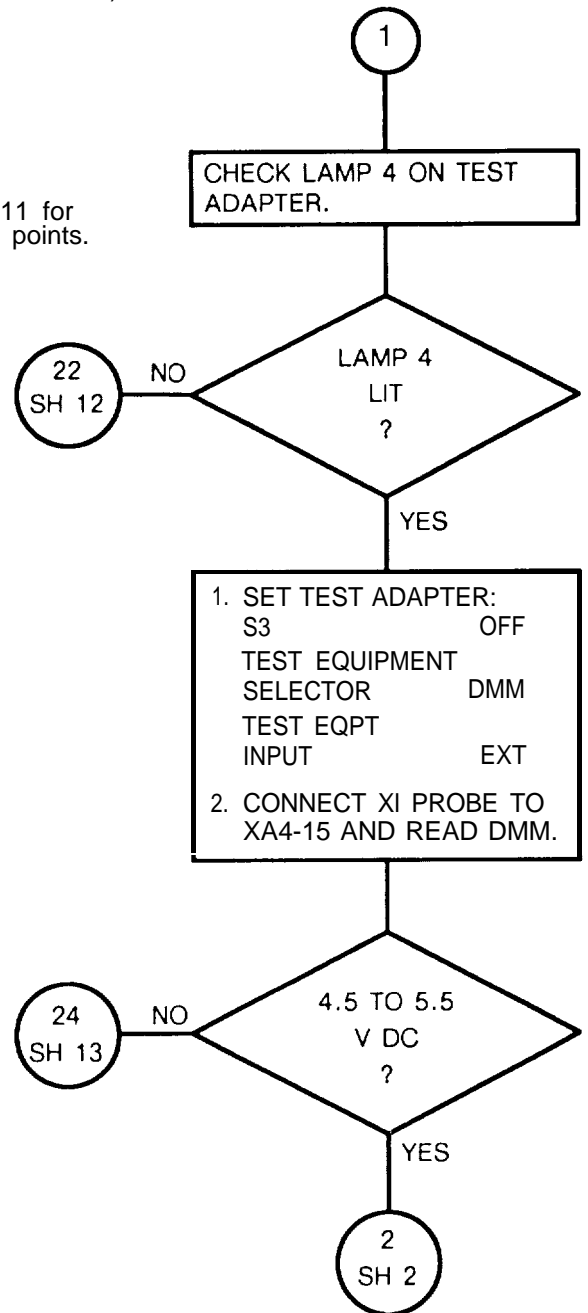 1
CHECK LAMP 4 ON TEST
ADAPTER.
11 for
points.
LAMP 4
LIT
?
NO
22
SH 12
YES
1. SET TEST ADAPTER:
S3 OFF
TEST EQUIPMENT
SELECTOR DMM
TEST EQPT
INPUT EXT
2. CONNECT XI PROBE TO
XA4-15 AND READ DMM.
4.5 TO 5.5
V DC
?
NO
24
SH 13
YES
2
SH 2